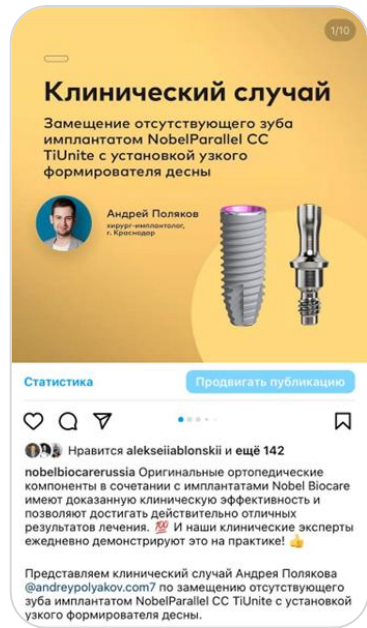 1/10
Клинический случай
Замещение отсутствующего зуба
имплантатом NobelParallel CC
TiUnite с установкой узкого
формирователя десны
Андрей Поляков
хирург-имплантолог,
г. Краснодар
Статистика
Продвигать публикацию
Нравится alekseiiablonskii и ещё 142
nobelbiocarerussia Оригинальные ортопедические
компоненты в сочетании с имплантатами Nobel Biocare
имеют доказанную клиническую эффективность и
позволяют достигать действительно отличных
результатов лечения. 💯 И наши клинические эксперты
ежедневно демонстрируют это на практике! 👍
Представляем клинический случай Андрея Полякова
@andreypolyakov.com7 по замещению отсутствующего
зуба имплантатом NobelParallel CC TiUnite с установкой
узкого формирователя десны.